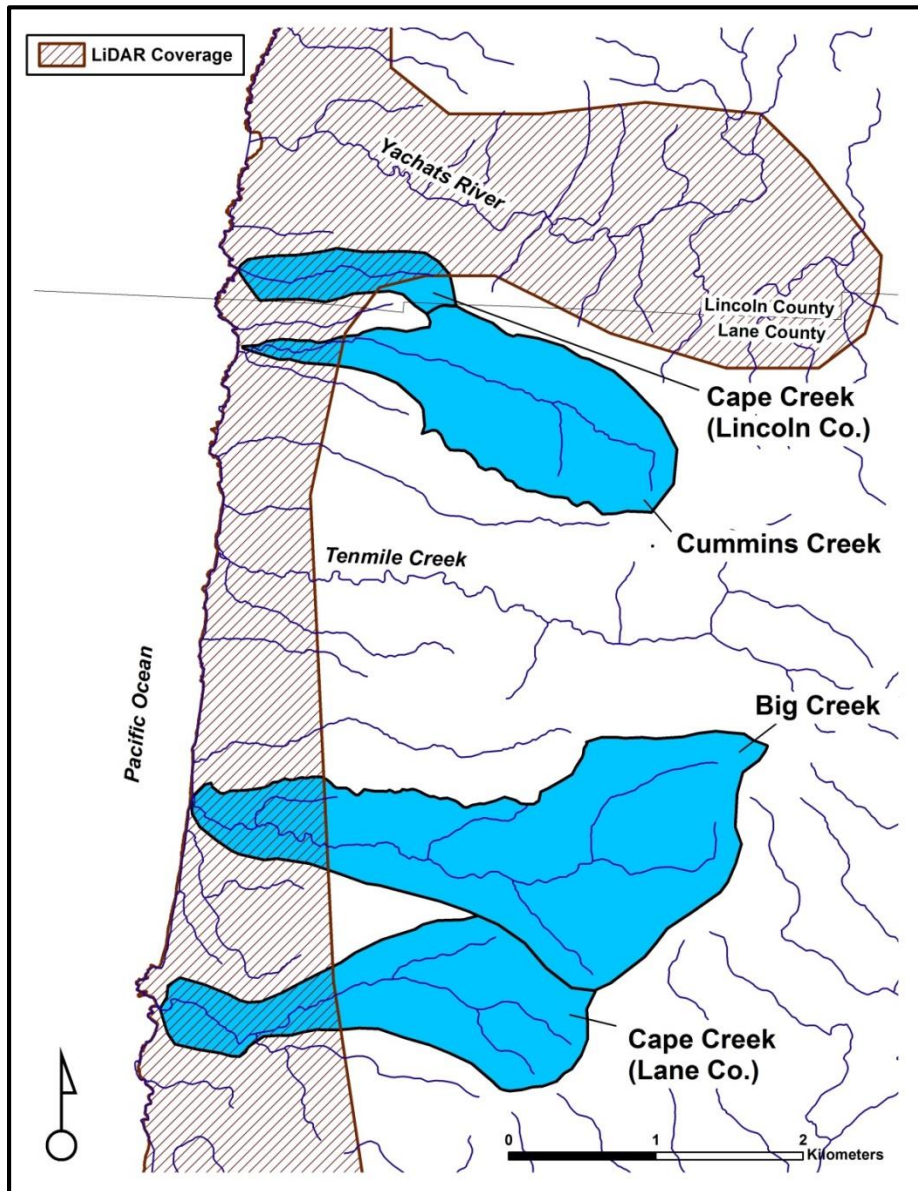 LiDAR Coverage
Yachats River
Lincoln County
Lane County
Cape Creek
(Lincoln Co.)
Cummins Creek
Tenmile Creek
Pacific Ocean
Big Creek
Cape Creek
(Lane Co.)
0 1 2
Kilometers